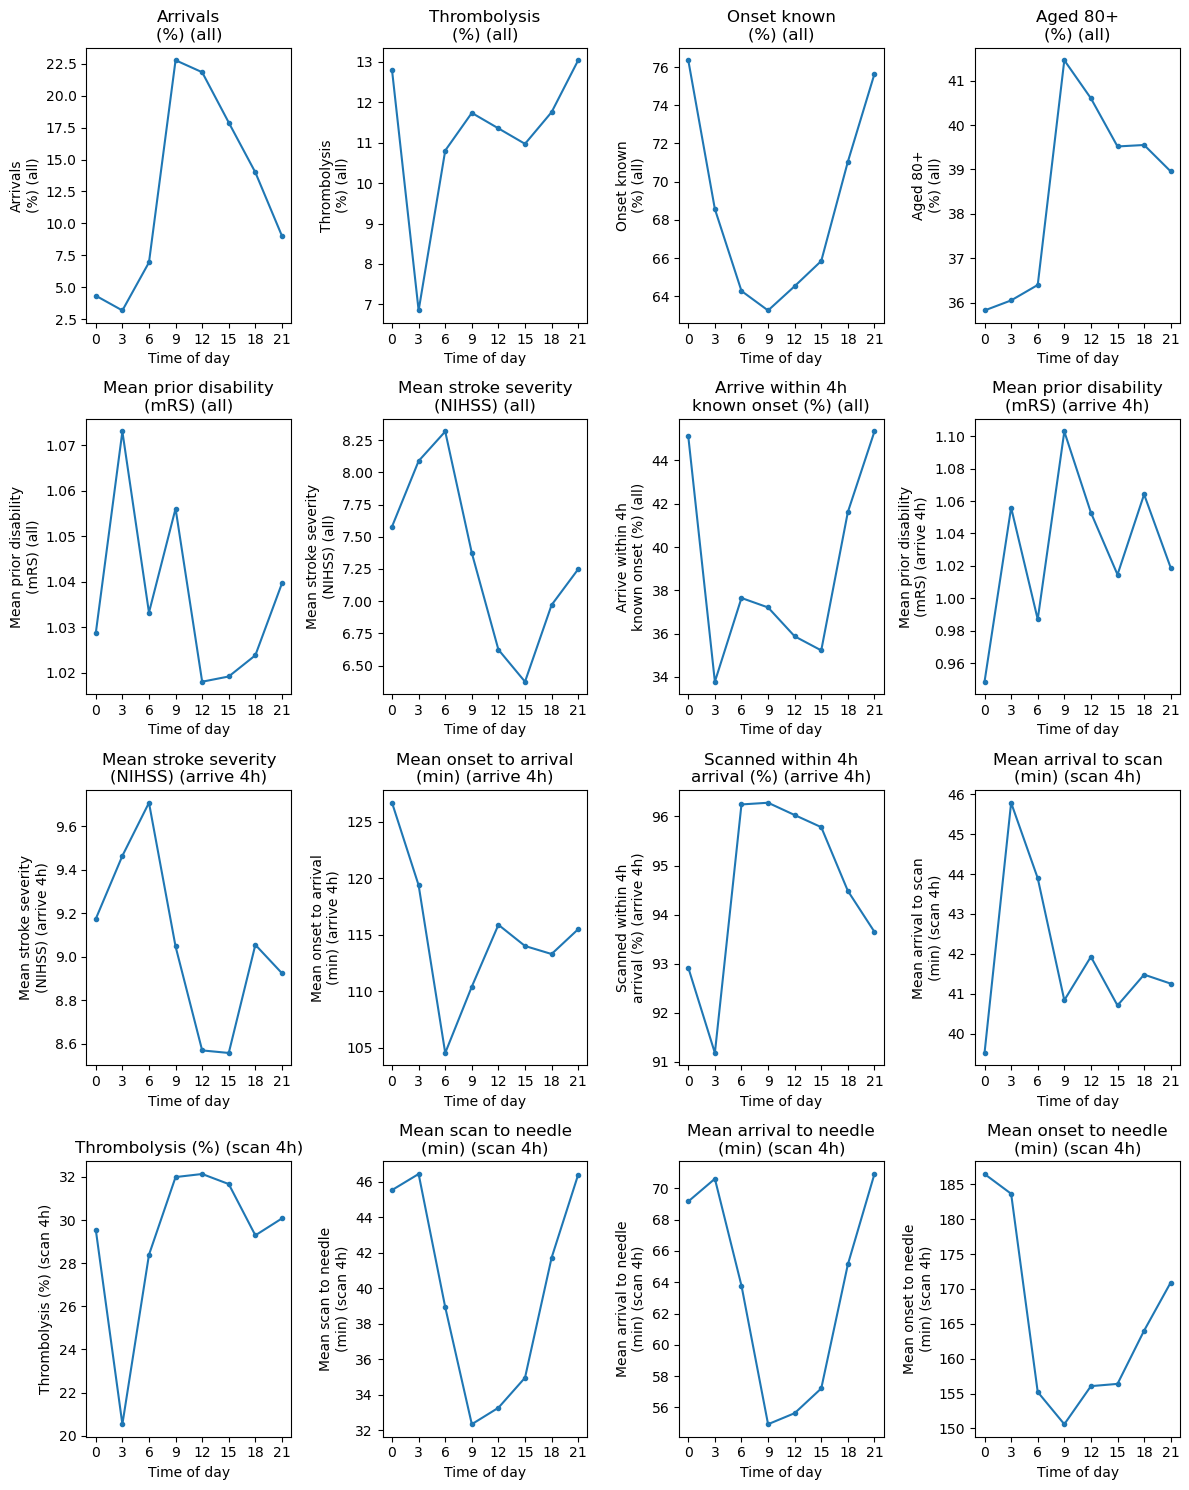 Arrivals
(%) (all)
Arrivals
(%) (all)
22.5
20.0
17.5
15.0
12.5
10.0
7.5
5.0
2.5
0 3 6 9 12 15 18 21
Time of day
Thrombolysis
(%) (all)
Thrombolysis
(%) (all)
13
12
11
10
9
8
7
0 3 6 9 12 15 18 21
Time of day
Onset known
(%) (all)
Onset known
(%) (all)
76
74
72
70
68
66
64
0 3 6 9 12 15 18 21
Time of day
Aged 80+
(%) (all)
Aged 80+
(%) (all)
41
40
39
38
37
36
0 3 6 9 12 15 18 21
Time of day
Mean prior disability
(mRS) (all)
Mean prior disability
(mRS) (all)
1.07
1.06
1.05
1.04
1.03
1.02
0 3 6 9 12 15 18 21
Time of day
Mean stroke severity
(NIHSS) (all)
Mean stroke severity
(NIHSS) (all)
8.25
8.00
7.75
7.50
7.25
7.00
6.75
6.50
0 3 6 9 12 15 18 21
Time of day
Arrive within 4h
known onset (%) (all)
Arrive within 4h
known onset (%) (all)
44
42
40
38
36
34
0 3 6 9 12 15 18 21
Time of day
Mean prior disability
(mRS) (arrive 4h)
Mean prior disability
(mRS) (arrive 4h)
1.10
1.08
1.06
1.04
1.02
1.00
0.98
0.96
0 3 6 9 12 15 18 21
Time of day
Mean stroke severity
(NIHSS) (arrive 4h)
Mean stroke severity
(NIHSS) (arrive 4h)
9.6
9.4
9.2
9.0
8.8
8.6
0 3 6 9 12 15 18 21
Time of day
Mean onset to arrival
(min) (arrive 4h)
Mean onset to arrival
(min) (arrive 4h)
125
120
115
110
105
0 3 6 9 12 15 18 21
Time of day
Scanned within 4h
arrival (%) (arrive 4h)
Scanned within 4h
arrival (%) (arrive 4h)
96
95
94
93
92
91
0 3 6 9 12 15 18 21
Time of day
Mean arrival to scan
(min) (scan 4h)
Mean arrival to scan
(min) (scan 4h)
46
45
44
43
42
41
40
0 3 6 9 12 15 18 21
Time of day
Thrombolysis (%) (scan 4h)
Thrombolysis (%) (scan 4h)
32
30
28
26
24
22
20
0 3 6 9 12 15 18 21
Time of day
Mean scan to needle
(min) (scan 4h)
Mean scan to needle
(min) (scan 4h)
46
44
42
40
38
36
34
32
0 3 6 9 12 15 18 21
Time of day
Mean arrival to needle
(min) (scan 4h)
Mean arrival to needle
(min) (scan 4h)
70
68
66
64
62
60
58
56
0 3 6 9 12 15 18 21
Time of day
Mean onset to needle
(min) (scan 4h)
Mean onset to needle
(min) (scan 4h)
185
180
175
170
165
160
155
150
0 3 6 9 12 15 18 21
Time of day